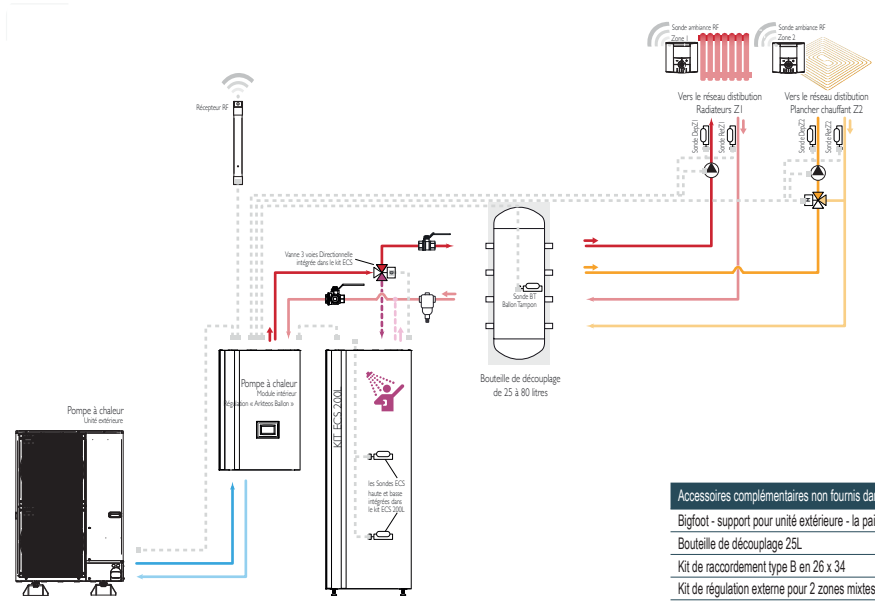 Sonde ambiance RF
Zone 1
Sonde ambiance RF
Zone 2
Récepteur RF
Vers le réseau distibution
Radiateurs Z1
Vers le réseau distibution
Plancher chauffant Z2
Sonde DepZ1
Sonde RetZ1
Sonde DepZ2
Sonde RetZ2
M
Vanne 3 voies Directionnelle
intégrée dans le kit ECS
Sonde BT
Ballon Tampon
Bouteille de découplage
de 25 à 80 litres
Pompe à chaleur
Module intérieur
Régulation « Arkteos Ballon »
KIT ECS 200L
Pompe à chaleur
Unité extérieure
les Sondes ECS
haute et basse
intégrées dans
le kit ECS 200L
Accessoires complémentaires non fournis dan
Bigfoot - support pour unité extérieure - la pai
Bouteille de découplage 25L
Kit de raccordement type B en 26 x 34
Kit de régulation externe pour 2 zones mixtes